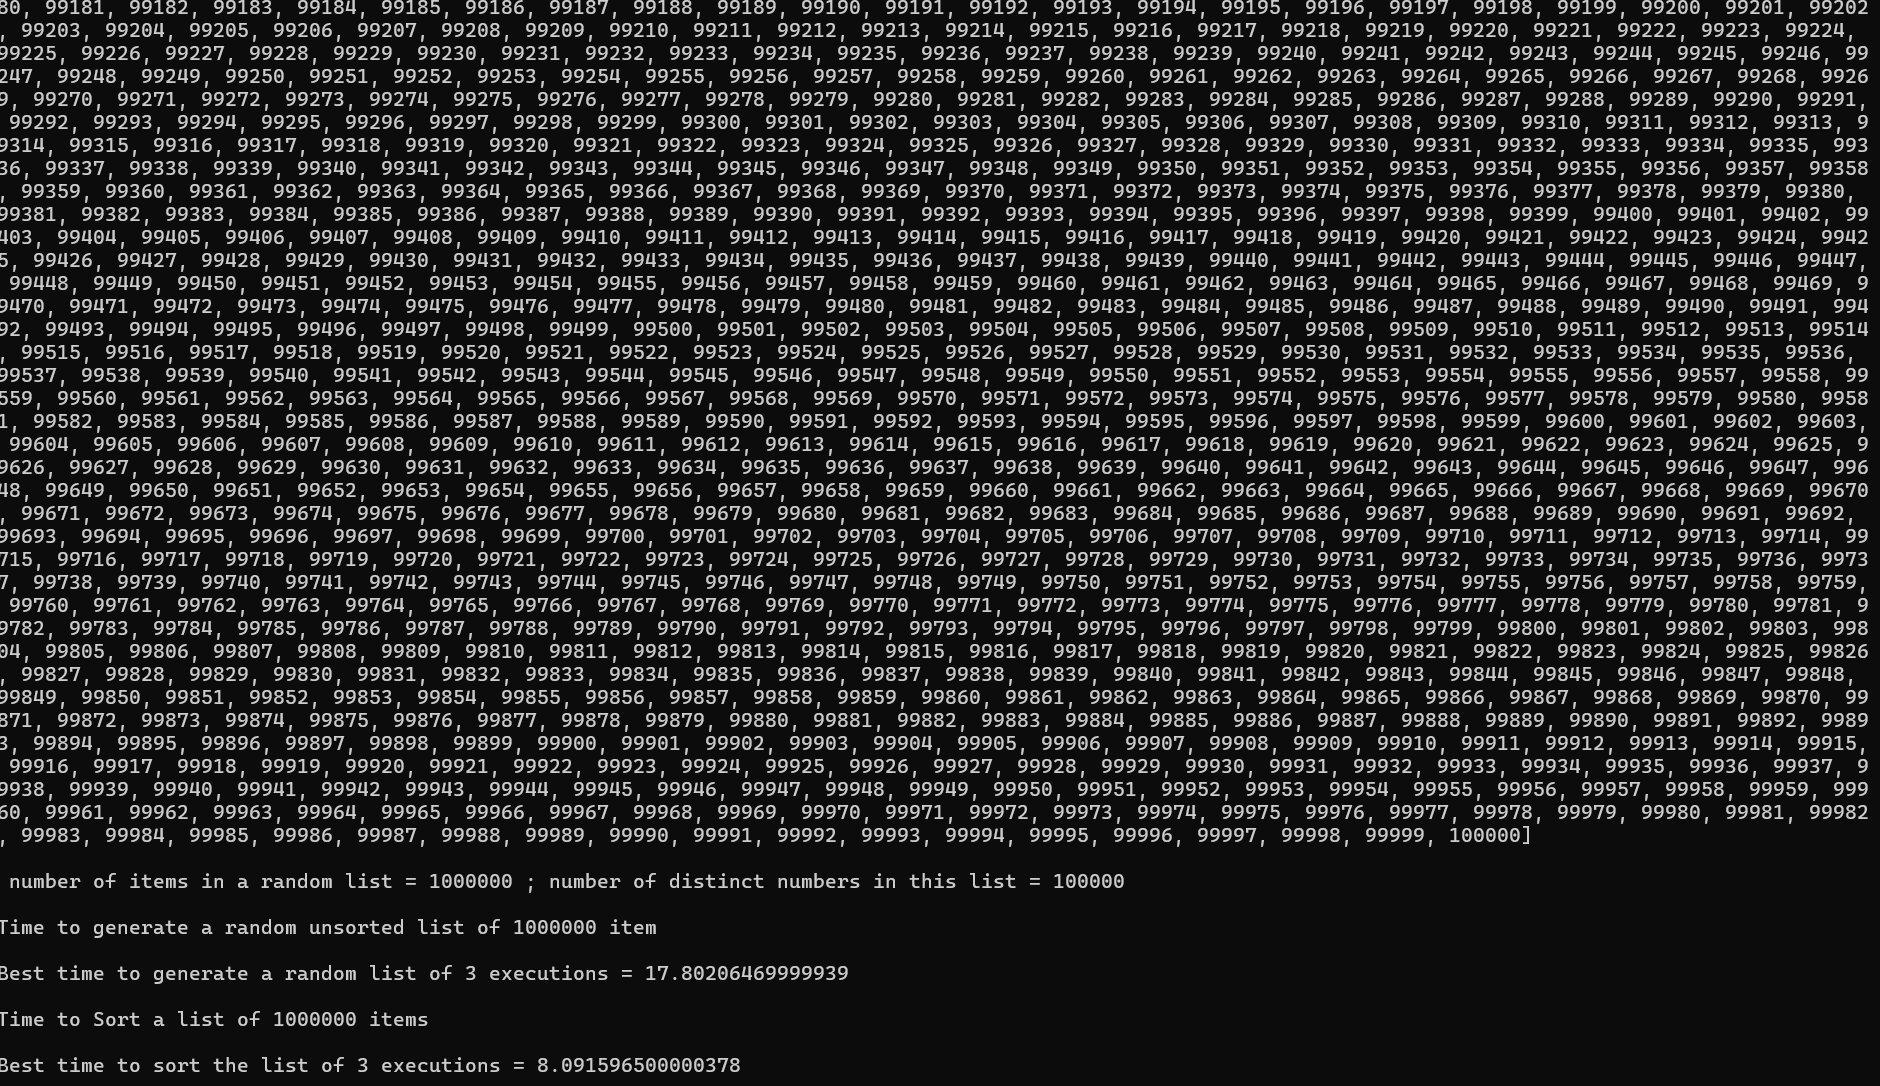 80, 99181, 99182, 99183, 99184, 99185, 99186, 99187, 99188, 99189, 99190, 99191, 99192, 99193, 99194, 99195, 99196, 99197, 99198, 99199, 99200, 99201, 99202
, 99203, 99204, 99205, 99206, 99207, 99208, 99209, 99210, 99211, 99212, 99213, 99214, 99215, 99216, 99217, 99218, 99219, 99220, 99221, 99222, 99223, 99224,
99225, 99226, 99227, 99228, 99229, 99230, 99231, 99232, 99233, 99234, 99235, 99236, 99237, 99238, 99239, 99240, 99241, 99242, 99243, 99244, 99245, 99246, 99
247, 99248, 99249, 99250, 99251, 99252, 99253, 99254, 99255, 99256, 99257, 99258, 99259, 99260, 99261, 99262, 99263, 99264, 99265, 99266, 99267, 99268, 9926
9, 99270, 99271, 99272, 99273, 99274, 99275, 99276, 99277, 99278, 99279, 99280, 99281, 99282, 99283, 99284, 99285, 99286, 99287, 99288, 99289, 99290, 99291,
99292, 99293, 99294, 99295, 99296, 99297, 99298, 99299, 99300, 99301, 99302, 99303, 99304, 99305, 99306, 99307, 99308, 99309, 99310, 99311, 99312, 99313, 9
9314, 99315, 99316, 99317, 99318, 99319, 99320, 99321, 99322, 99323, 99324, 99325, 99326, 99327, 99328, 99329, 99330, 99331, 99332, 99333, 99334, 99335, 993
36, 99337, 99338, 99339, 99340, 99341, 99342, 99343, 99344, 99345, 99346, 99347, 99348, 99349, 99350, 99351, 99352, 99353, 99354, 99355, 99356, 99357, 99358
, 99359, 99360, 99361, 99362, 99363, 99364, 99365, 99366, 99367, 99368, 99369, 99370, 99371, 99372, 99373, 99374, 99375, 99376, 99377, 99378, 99379, 99380,
99381, 99382, 99383, 99384, 99385, 99386, 99387, 99388, 99389, 99390, 99391, 99392, 99393, 99394, 99395, 99396, 99397, 99398, 99399, 99400, 99401, 99402, 99
403, 99404, 99405, 99406, 99407, 99408, 99409, 99410, 99411, 99412, 99413, 99414, 99415, 99416, 99417, 99418, 99419, 99420, 99421, 99422, 99423, 99424, 9942
5, 99426, 99427, 99428, 99429, 99430, 99431, 99432, 99433, 99434, 99435, 99436, 99437, 99438, 99439, 99440, 99441, 99442, 99443, 99444, 99445, 99446, 99447,
99448, 99449, 99450, 99451, 99452, 99453, 99454, 99455, 99456, 99457, 99458, 99459, 99460, 99461, 99462, 99463, 99464, 99465, 99466, 99467, 99468, 99469, 9
9470, 99471, 99472, 99473, 99474, 99475, 99476, 99477, 99478, 99479, 99480, 99481, 99482, 99483, 99484, 99485, 99486, 99487, 99488, 99489, 99490, 99491, 994
92, 99493, 99494, 99495, 99496, 99497, 99498, 99499, 99500, 99501, 99502, 99503, 99504, 99505, 99506, 99507, 99508, 99509, 99510, 99511, 99512, 99513, 99514
, 99515, 99516, 99517, 99518, 99519, 99520, 99521, 99522, 99523, 99524, 99525, 99526, 99527, 99528, 99529, 99530, 99531, 99532, 99533, 99534, 99535, 99536,
99537, 99538, 99539, 99540, 99541, 99542, 99543, 99544, 99545, 99546, 99547, 99548, 99549, 99550, 99551, 99552, 99553, 99554, 99555, 99556, 99557, 99558, 99
559, 99560, 99561, 99562, 99563, 99564, 99565, 99566, 99567, 99568, 99569, 99570, 99571, 99572, 99573, 99574, 99575, 99576, 99577, 99578, 99579, 99580, 9958
1, 99582, 99583, 99584, 99585, 99586, 99587, 99588, 99589, 99590, 99591, 99592, 99593, 99594, 99595, 99596, 99597, 99598, 99599, 99600, 99601, 99602, 99603,
99604, 99605, 99606, 99607, 99608, 99609, 99610, 99611, 99612, 99613, 99614, 99615, 99616, 99617, 99618, 99619, 99620, 99621, 99622, 99623, 99624, 99625, 9
9626, 99627, 99628, 99629, 99630, 99631, 99632, 99633, 99634, 99635, 99636, 99637, 99638, 99639, 99640, 99641, 99642, 99643, 99644, 99645, 99646, 99647, 996
48, 99649, 99650, 99651, 99652, 99653, 99654, 99655, 99656, 99657, 99658, 99659, 99660, 99661, 99662, 99663, 99664, 99665, 99666, 99667, 99668, 99669, 99670
, 99671, 99672, 99673, 99674, 99675, 99676, 99677, 99678, 99679, 99680, 99681, 99682, 99683, 99684, 99685, 99686, 99687, 99688, 99689, 99690, 99691, 99692,
99693, 99694, 99695, 99696, 99697, 99698, 99699, 99700, 99701, 99702, 99703, 99704, 99705, 99706, 99707, 99708, 99709, 99710, 99711, 99712, 99713, 99714, 99
715, 99716, 99717, 99718, 99719, 99720, 99721, 99722, 99723, 99724, 99725, 99726, 99727, 99728, 99729, 99730, 99731, 99732, 99733, 99734, 99735, 99736, 9973
7, 99738, 99739, 99740, 99741, 99742, 99743, 99744, 99745, 99746, 99747, 99748, 99749, 99750, 99751, 99752, 99753, 99754, 99755, 99756, 99757, 99758, 99759,
99760, 99761, 99762, 99763, 99764, 99765, 99766, 99767, 99768, 99769, 99770, 99771, 99772, 99773, 99774, 99775, 99776, 99777, 99778, 99779, 99780, 99781, 9
9782, 99783, 99784, 99785, 99786, 99787, 99788, 99789, 99790, 99791, 99792, 99793, 99794, 99795, 99796, 99797, 99798, 99799, 99800, 99801, 99802, 99803, 998
04, 99805, 99806, 99807, 99808, 99809, 99810, 99811, 99812, 99813, 99814, 99815, 99816, 99817, 99818, 99819, 99820, 99821, 99822, 99823, 99824, 99825, 99826
, 99827, 99828, 99829, 99830, 99831, 99832, 99833, 99834, 99835, 99836, 99837, 99838, 99839, 99840, 99841, 99842, 99843, 99844, 99845, 99846, 99847, 99848,
99849, 99850, 99851, 99852, 99853, 99854, 99855, 99856, 99857, 99858, 99859, 99860, 99861, 99862, 99863, 99864, 99865, 99866, 99867, 99868, 99869, 99870, 99
871, 99872, 99873, 99874, 99875, 99876, 99877, 99878, 99879, 99880, 99881, 99882, 99883, 99884, 99885, 99886, 99887, 99888, 99889, 99890, 99891, 99892, 9989
3, 99894, 99895, 99896, 99897, 99898, 99899, 99900, 99901, 99902, 99903, 99904, 99905, 99906, 99907, 99908, 99909, 99910, 99911, 99912, 99913, 99914, 99915,
99916, 99917, 99918, 99919, 99920, 99921, 99922, 99923, 99924, 99925, 99926, 99927, 99928, 99929, 99930, 99931, 99932, 99933, 99934, 99935, 99936, 99937, 9
9938, 99939, 99940, 99941, 99942, 99943, 99944, 99945, 99946, 99947, 99948, 99949, 99950, 99951, 99952, 99953, 99954, 99955, 99956, 99957, 99958, 99959, 999
60, 99961, 99962, 99963, 99964, 99965, 99966, 99967, 99968, 99969, 99970, 99971, 99972, 99973, 99974, 99975, 99976, 99977, 99978, 99979, 99980, 99981, 99982
, 99983, 99984, 99985, 99986, 99987, 99988, 99989, 99990, 99991, 99992, 99993, 99994, 99995, 99996, 99997, 99998, 99999, 100000]
number of items in a random list = 1000000 ; number of distinct numbers in this list = 100000
Time to generate a random unsorted list of 1000000 item
Best time to generate a random list of 3 executions = 17.80206469999939
Time to Sort a list of 1000000 items
Best time to sort the list of 3 executions = 8.091596500000378